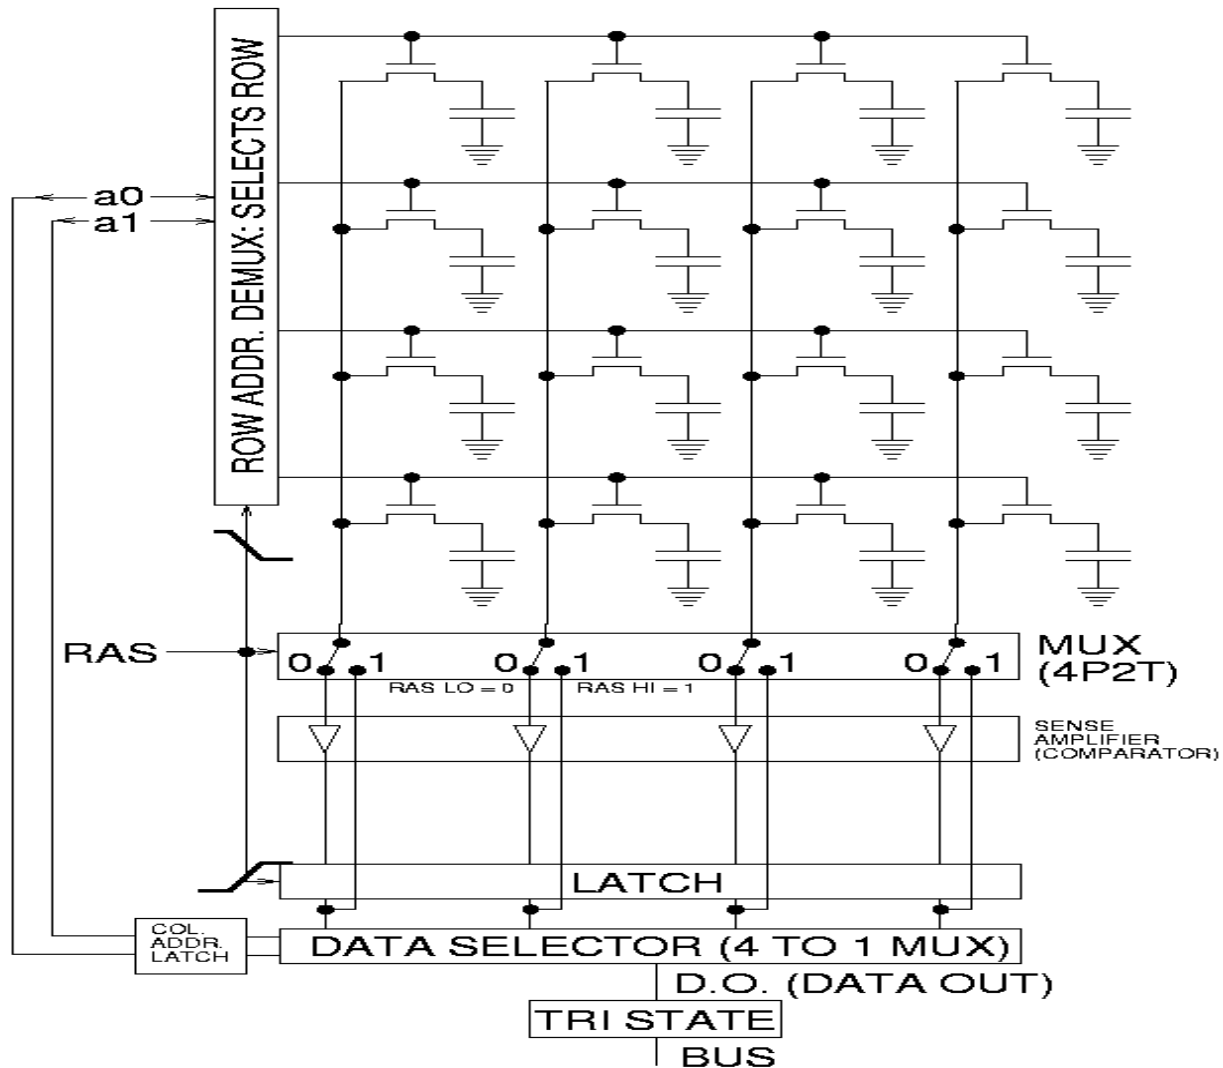 ROW ADDR. DEMUX: SELECTS ROW
a0
a1
RAS
0 1 0 1 0 1 0 1
RAS LO = 0 RAS HI = 1
MUX
(4P2T)
SENSE
AMPLIFIER
(COMPARATOR)
LATCH
COL.
ADDR.
LATCH
DATA SELECTOR (4 TO 1 MUX)
D.O. (DATA OUT)
TRI STATE
BUS